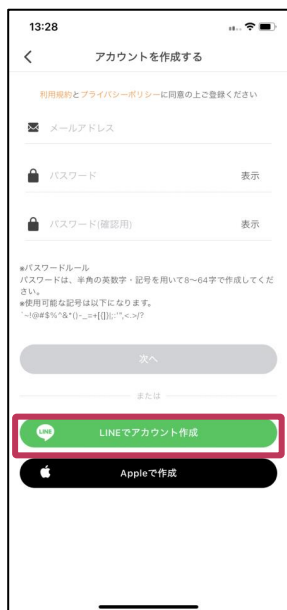 13:28
アカウントを作成する
利用規約とプライバシーポリシーに同意の上ご登録ください
メールアドレス
パスワード
表示
パスワード(確認用)
表示
※パスワードルール
パスワードは、半角の英数字・記号を用いて8〜64字で作成してくだ
さい。
※使用可能な記号は以下になります。
`~!@#$%^&*()-_=+[{]}|;:'",<.>/?
次へ
または
LINE
LINEでアカウント作成
Appleで作成